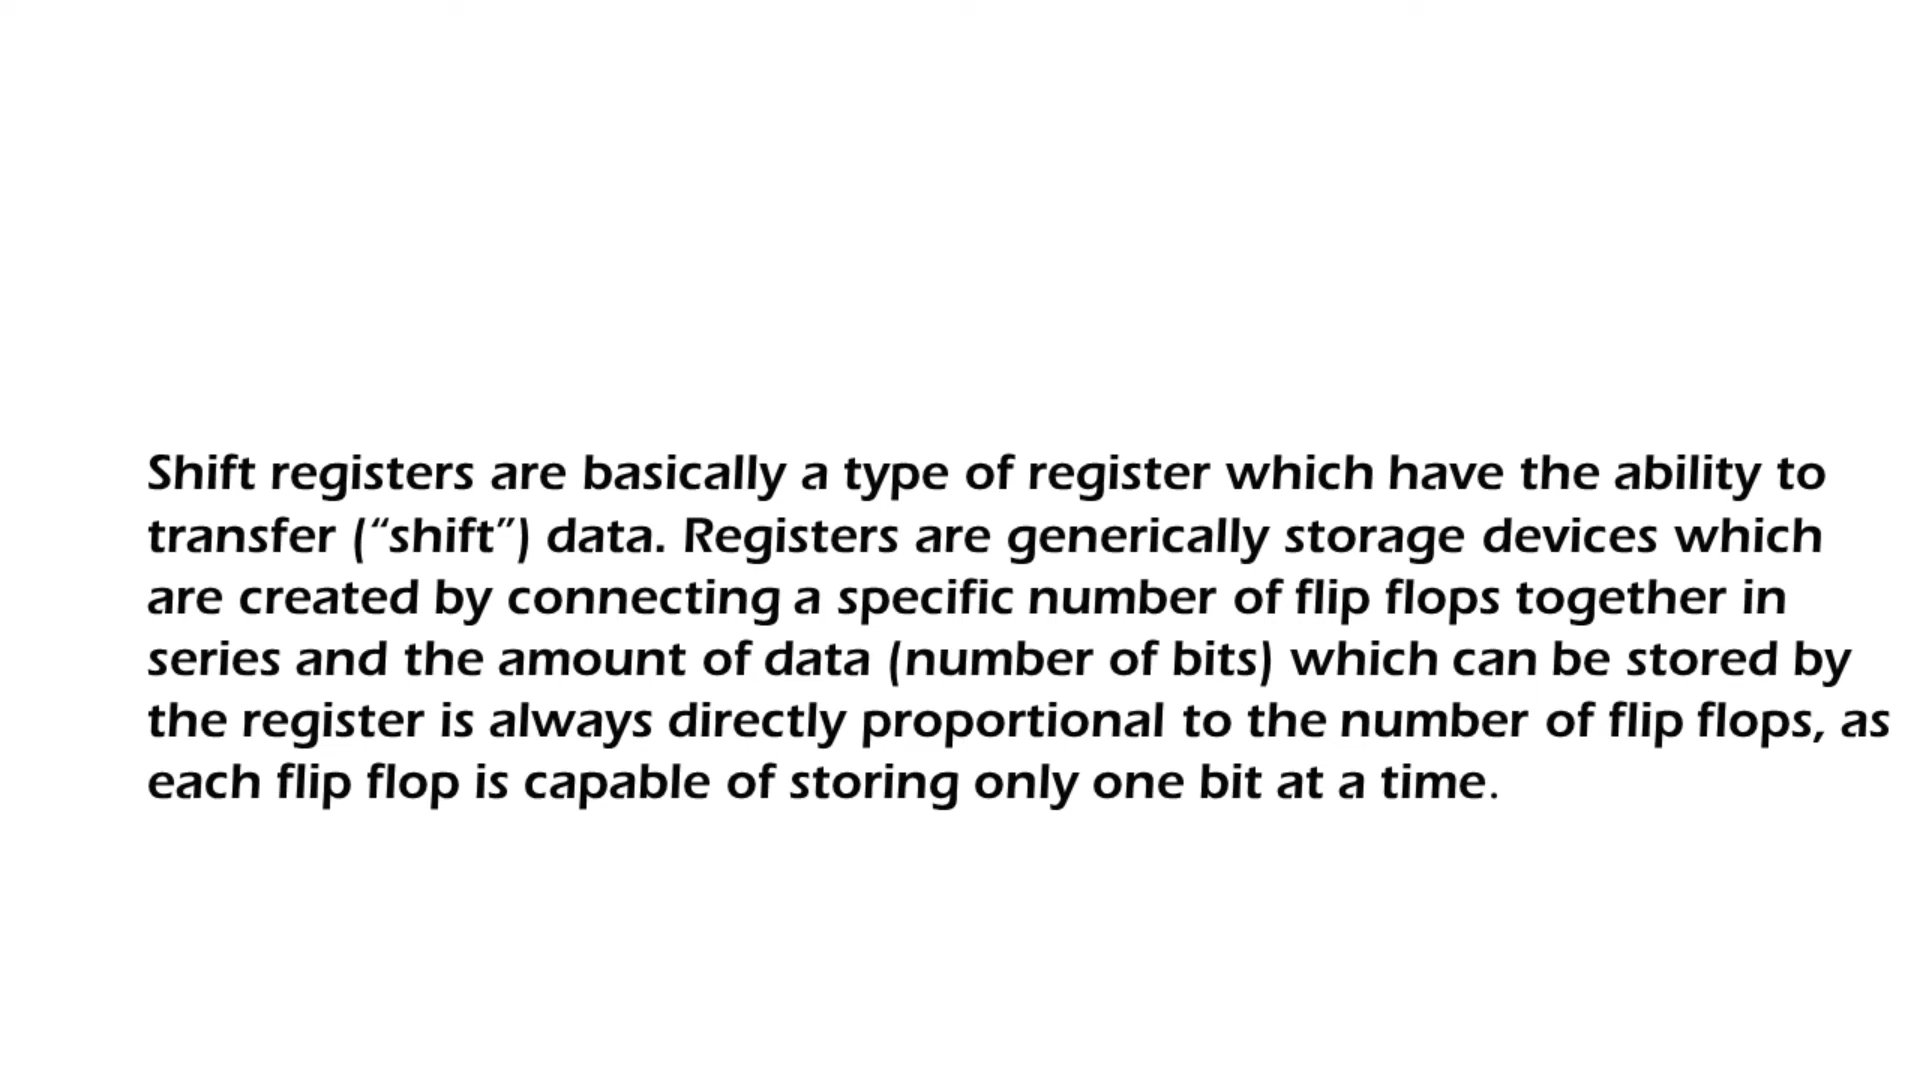 Shift registers are basically a type of register which have the ability to
transfer (“shift”) data. Registers are generically storage devices which
are created by connecting a specific number of flip flops together in
series and the amount of data (number of bits) which can be stored by
the register is always directly proportional to the number of flip flops, as
each flip flop is capable of storing only one bit at a time.